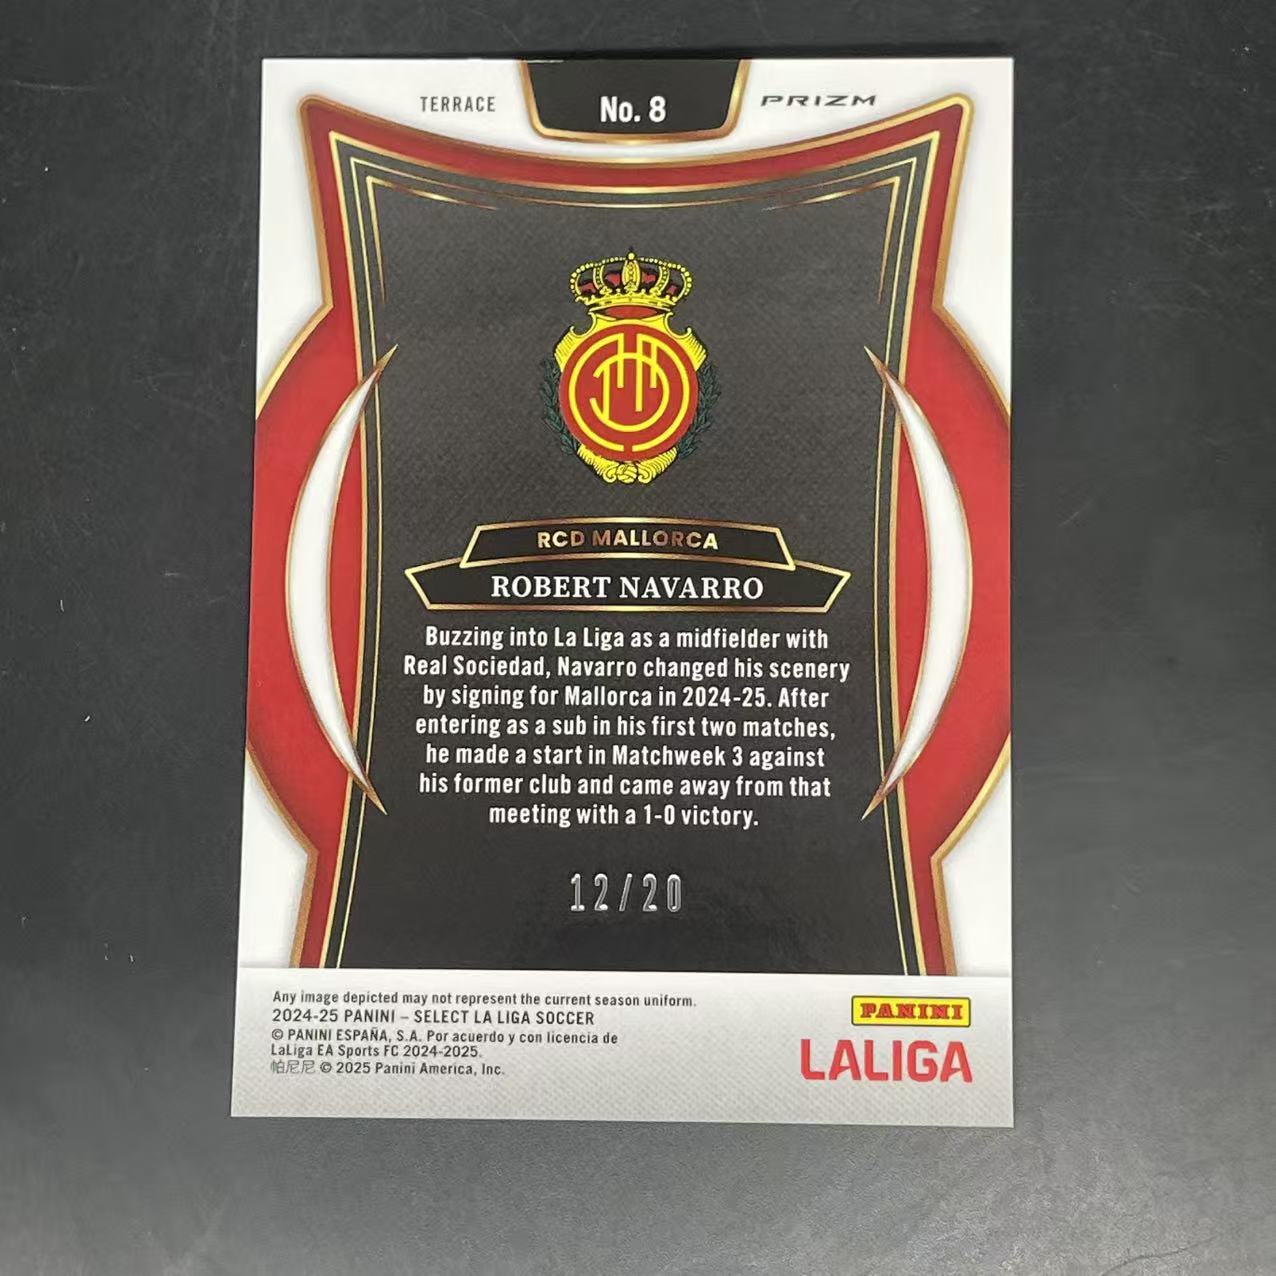 TERRACE
No. 8
PRIZM
RCD MALLORCA
ROBERT NAVARRO
Buzzing into La Liga as a midfielder with
Real Sociedad, Navarro changed his scenery
by signing for Mallorca in 2024-25. After
entering as a sub in his first two matches,
he made a start in Matchweek 3 against
his former club and came away from that
meeting with a 1-0 victory.
12/20
Any image depicted may not represent the current season uniform.
2024-25 PANINI – SELECT LA LIGA SOCCER
© PANINI ESPAÑA, S.A. Por acuerdo y con licencia de
LaLiga EA Sports FC 2024-2025.
帕尼尼 © 2025 Panini America, Inc.
PANINI
LALIGA